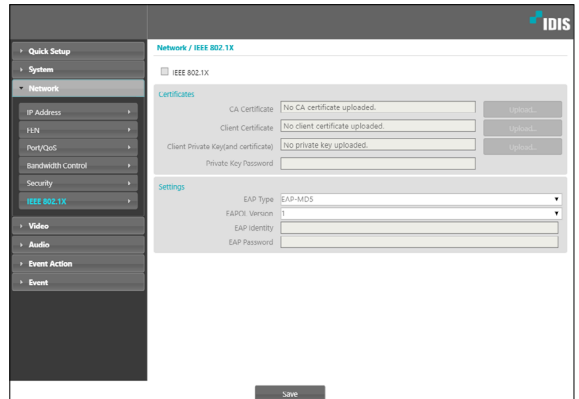 IDIS
Quick Setup
System
Network
IP Address
H:N
Port/QoS
Bandwidth Control
Security
IEEE 802.1X
Video
Audio
Event Action
Event
Network / IEEE 802.1X
IEEE 802.1X
Certificates
CA Certificate No CA certificate uploaded. Upload...
Client Certificate No client certificate uploaded. Upload...
Client Private Key(and certificate) No private key uploaded. Upload...
Private Key Password
Settings
EAP Type EAP-MD5
EAPOL Version 1
EAP Identity
EAP Password
Save